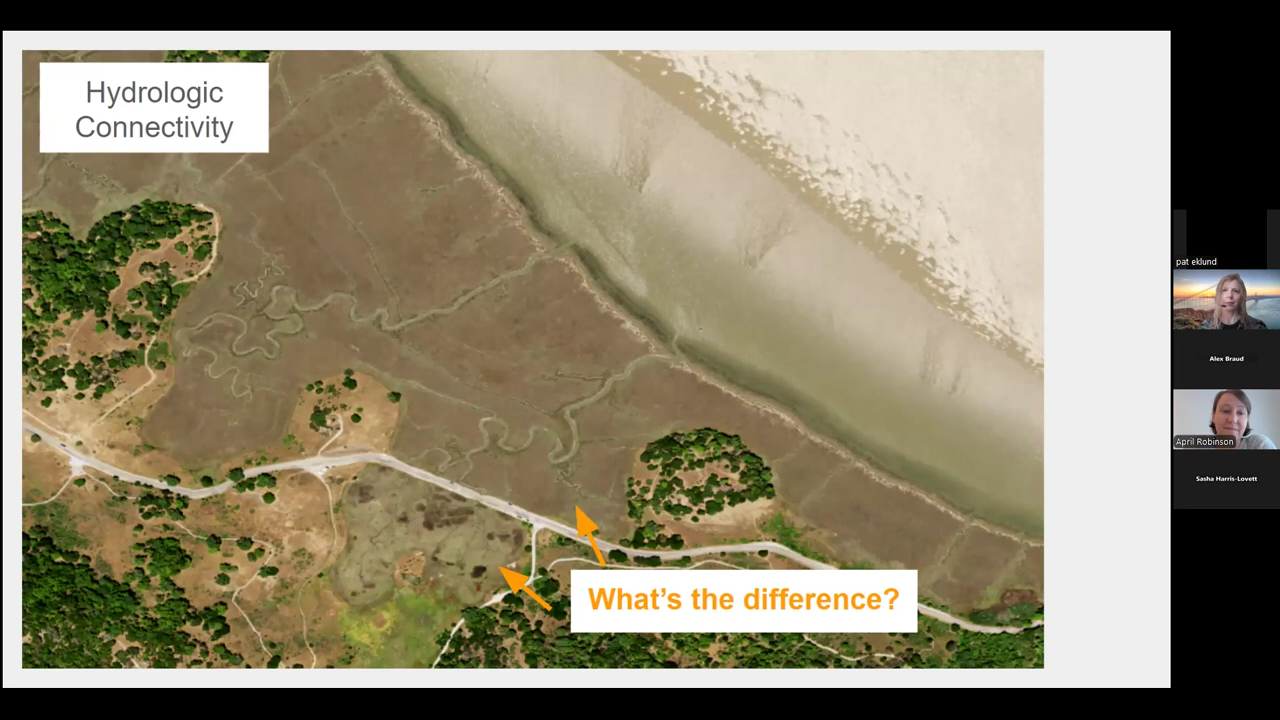 Hydrologic
Connectivity
What's the difference?
pat eklund
Alex Braud
April Robinson
Sasha Harris-Lovett